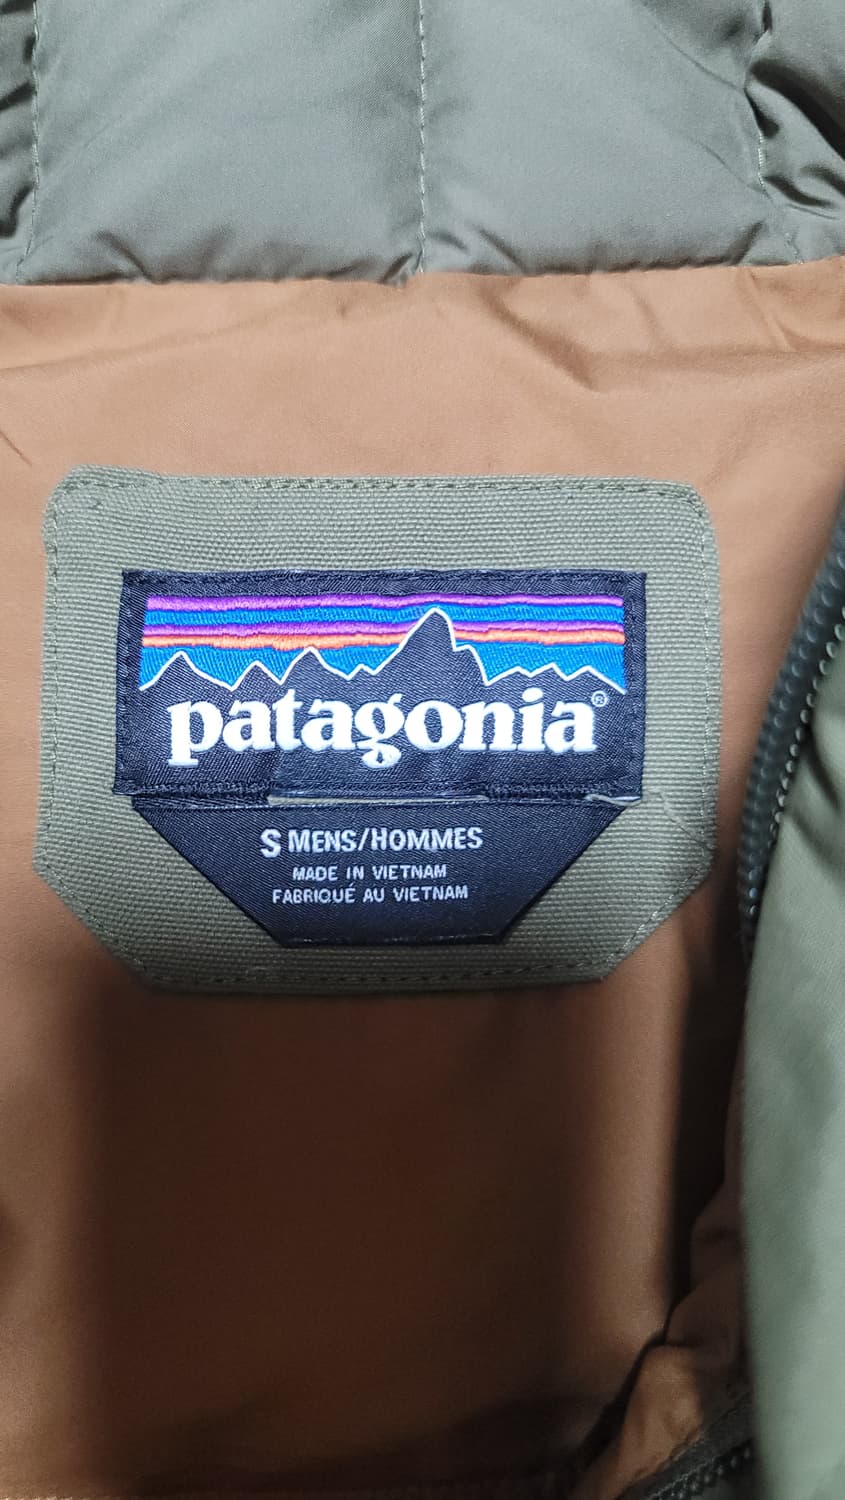 patagonia®
S MENS/HOMMES
MADE IN VIETNAM
FABRIQUÉ AU VIETNAM